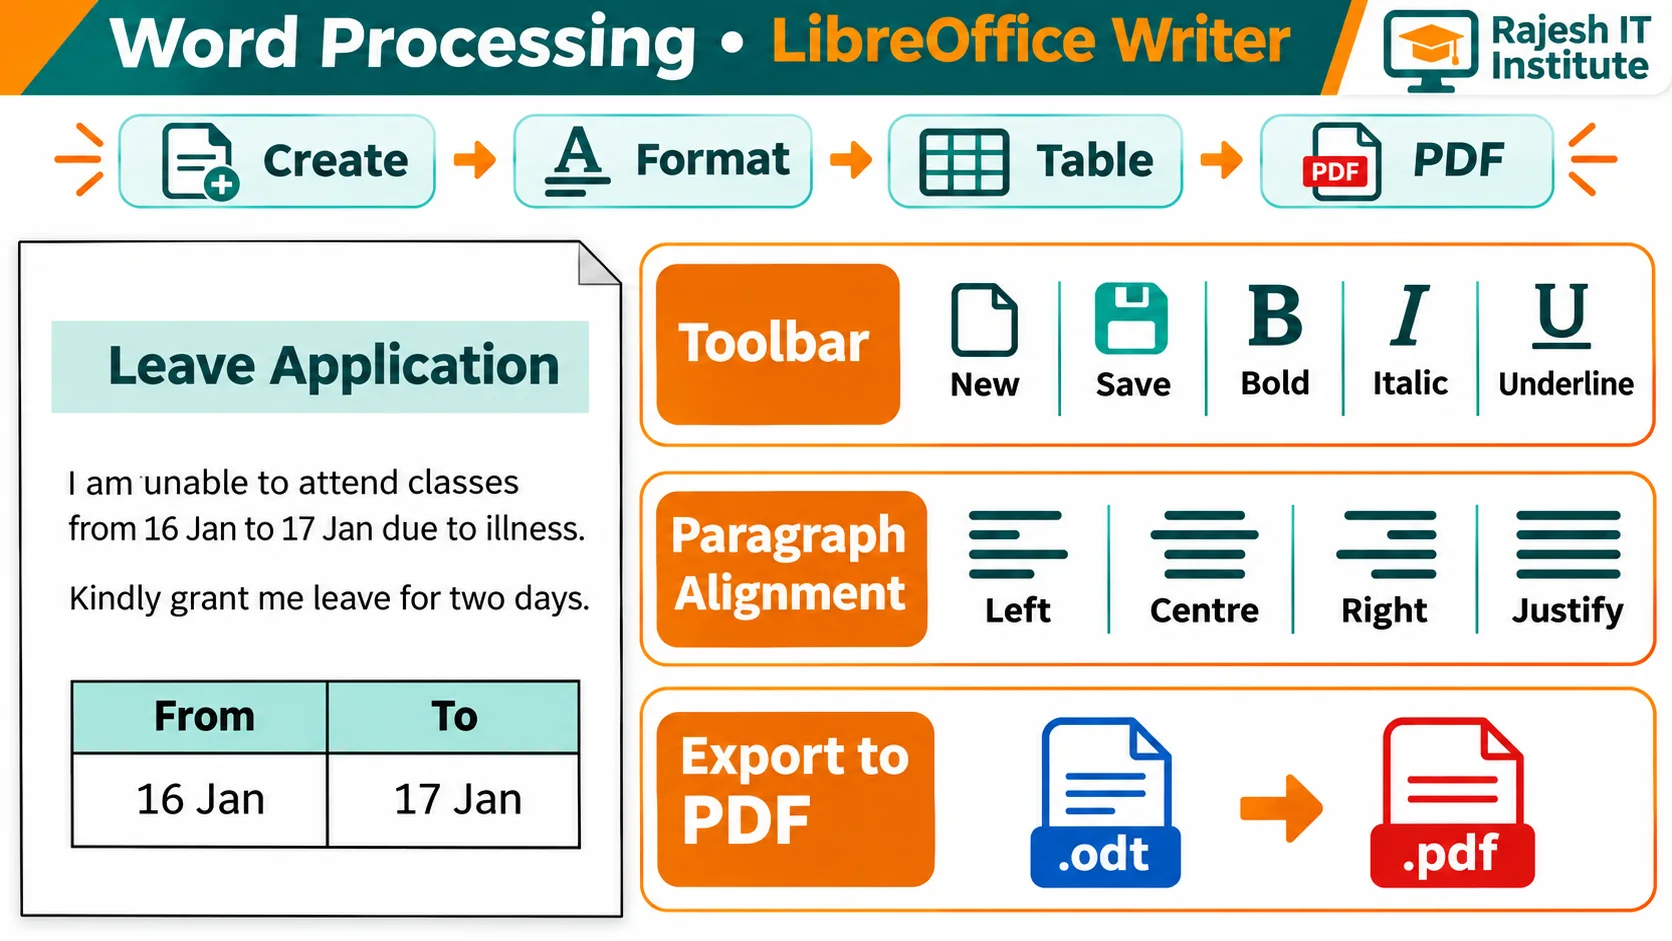 Word Processing • LibreOffice Writer
Rajesh IT
Institute
Create
Format
Table
PDF
PDF
Leave Application
I am unable to attend classes
from 16 Jan to 17 Jan due to illness.
Kindly grant me leave for two days.
From To
16 Jan 17 Jan
Toolbar
New
Save
B
Bold
I
Italic
U
Underline
Paragraph
Alignment
Left
Centre
Right
Justify
Export to
PDF
.odt
.pdf